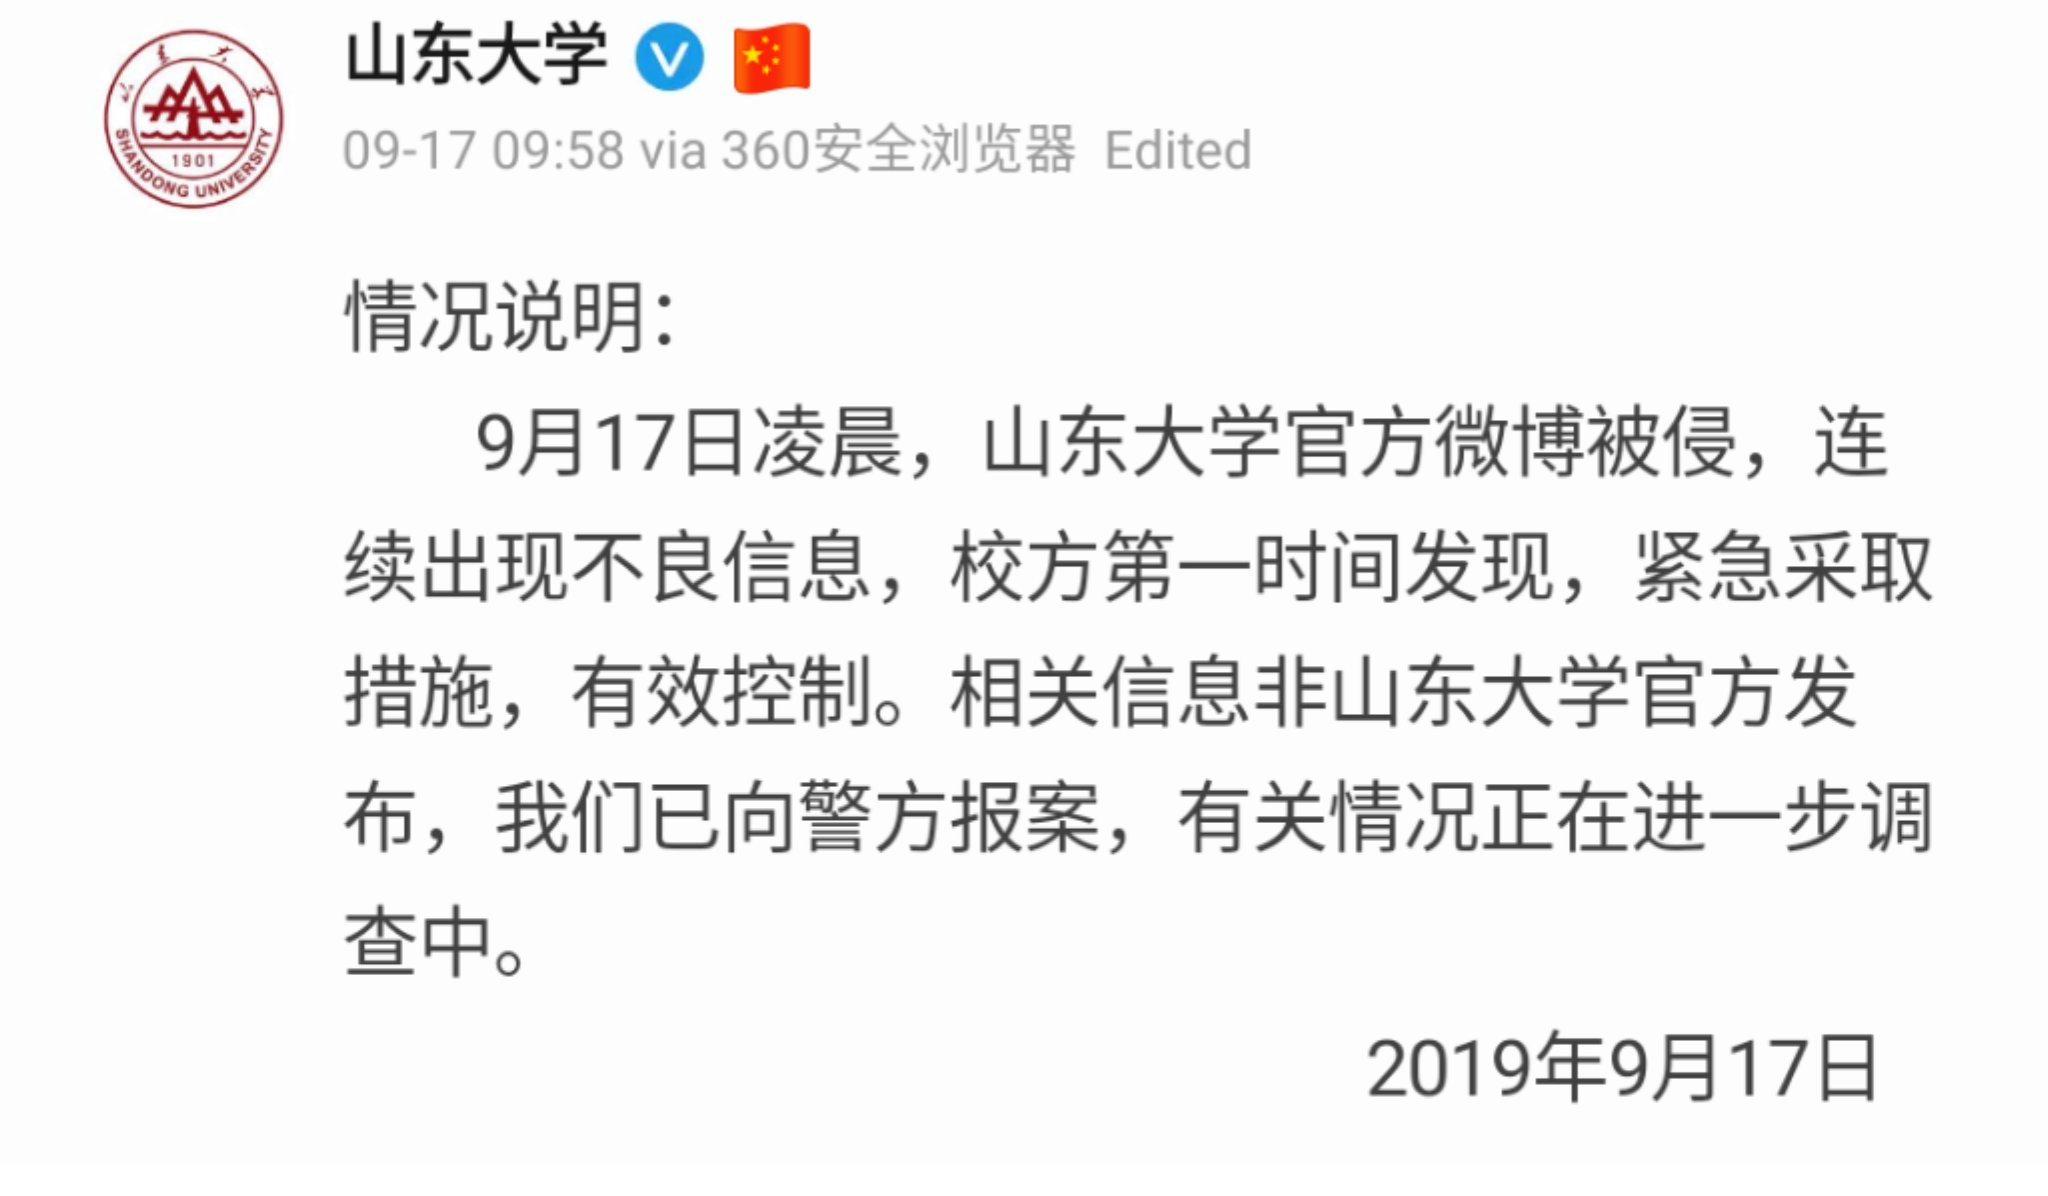 山东大学
09-17 09:58 via 360安全浏览器 Edited
山東大学
SHANDONG UNIVERSITY
1901
情况说明：
9月17日凌晨，山东大学官方微博被侵，连
续出现不良信息，校方第一时间发现，紧急采取
措施，有效控制。相关信息非山东大学官方发
布，我们已向警方报案，有关情况正在进一步调
查中。
2019年9月17日